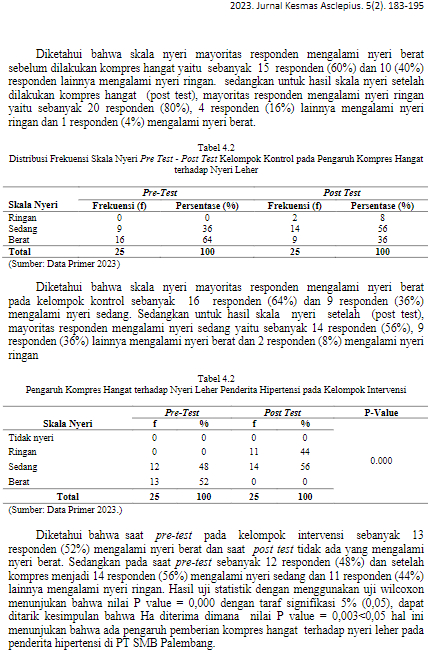 2023. Jurnal Kesmas Asclepius. 5(2). 183-195
Diketahui bahwa skala nyeri mayoritas responden mengalami nyeri berat
sebelum dilakukan kompres hangat yaitu sebanyak 15 responden (60%) dan 10 (40%)
responden lainnya mengalami nyeri ringan. sedangkan untuk hasil skala nyeri setelah
dilakukan kompres hangat (post test), mayoritas responden mengalami nyeri ringan
yaitu sebanyak 20 responden (80%), 4 responden (16%) lainnya mengalami nyeri
ringan dan 1 responden (4%) mengalami nyeri berat.
Tabel 4.2
Distribusi Frekuensi Skala Nyeri Pre Test - Post Test Kelompok Kontrol pada Pengaruh Kompres Hangat
terhadap Nyeri Leher
Pre-Test Post Test
Skala Nyeri Frekuensi (f) Persentase (%) Frekuensi (f) Persentase (%)
Ringan 0 0 2 8
Sedang 9 36 14 56
Berat 16 64 9 36
Total 25 100 25 100
(Sumber: Data Primer 2023)
Diketahui bahwa skala nyeri mayoritas responden mengalami nyeri berat
pada kelompok kontrol sebanyak 16 responden (64%) dan 9 responden (36%)
mengalami nyeri sedang. Sedangkan untuk hasil skala nyeri setelah (post test),
mayoritas responden mengalami nyeri sedang yaitu sebanyak 14 responden (56%), 9
responden (36%) lainnya mengalami nyeri berat dan 2 responden (8%) mengalami nyeri
ringan
Tabel 4.2
Pengaruh Kompres Hangat terhadap Nyeri Leher Penderita Hipertensi pada Kelompok Intervensi
Pre-Test Post Test P-Value
Skala Nyeri f % f %
Tidak nyeri 0 0 0 0
Ringan 0 0 11 44
0.000
Sedang 12 48 14 56
Berat 13 52 0 0
Total 25 100 25 100
(Sumber: Data Primer 2023.)
Diketahui bahwa saat pre-test pada kelompok intervensi sebanyak 13
responden (52%) mengalami nyeri berat dan saat post test tidak ada yang mengalami
nyeri berat. Sedangkan pada saat pre-test sebanyak 12 responden (48%) dan setelah
kompres menjadi 14 responden (56%) mengalami nyeri sedang dan 11 responden (44%)
lainnya mengalami nyeri ringan. Hasil uji statistik dengan menggunakan uji wilcoxon
menunjukan bahwa nilai P value = 0,000 dengan taraf signifikasi 5% (0,05), dapat
ditarik kesimpulan bahwa Ha diterima dimana nilai P value = 0,003<0,05 hal ini
menunjukan bahwa ada pengaruh pemberian kompres hangat terhadap nyeri leher pada
penderita hipertensi di PT SMB Palembang.